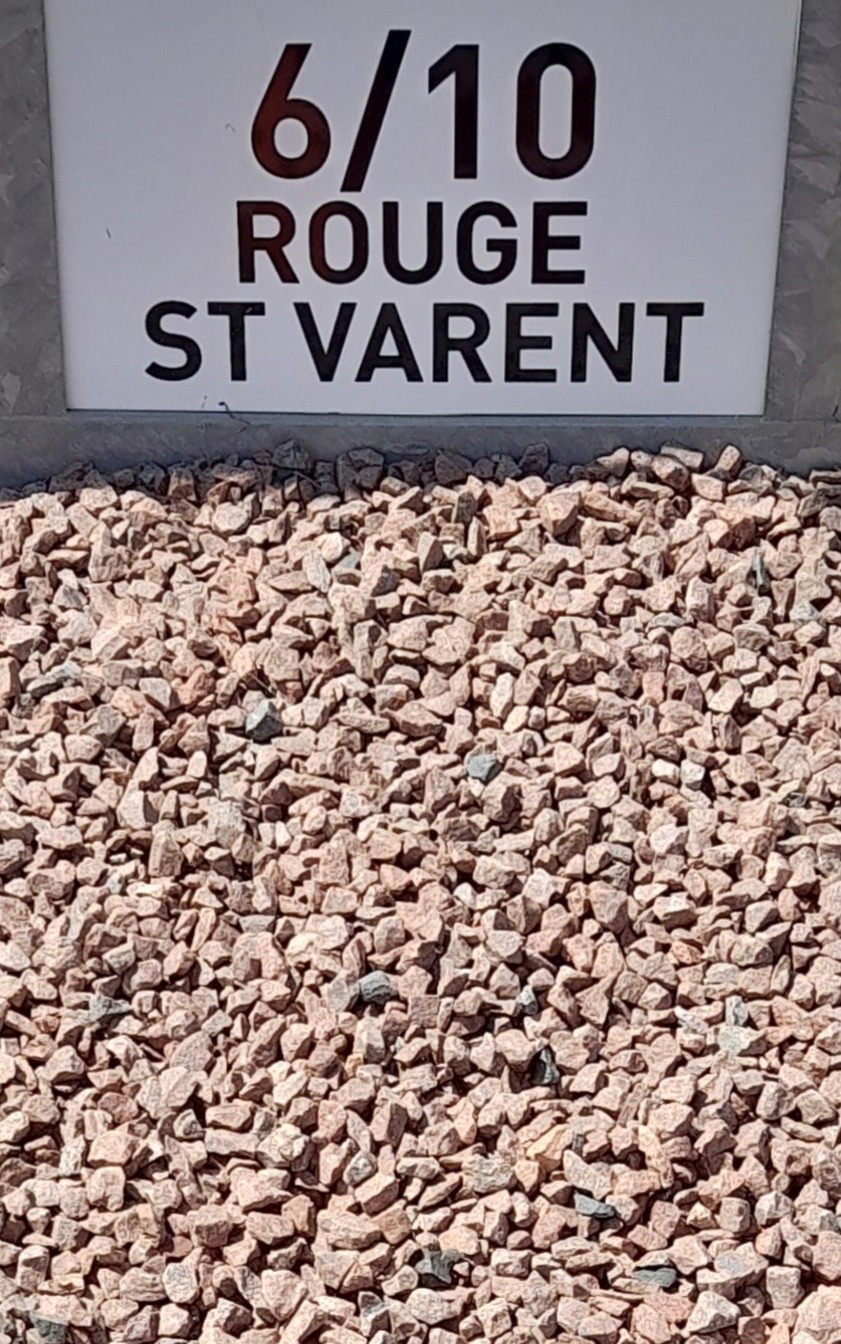 6/10
ROUGE
ST VARENT